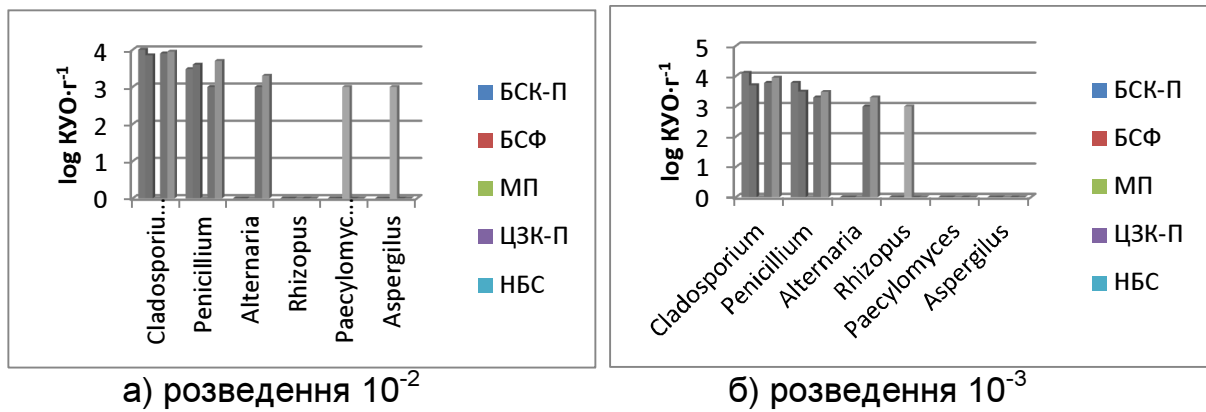 log КУО·г⁻¹
4
3
2
1
0
Cladosporiu...
Penicillium
Alternaria
Rhizopus
Paecylomyc...
Aspergilus
БСК-П
БСФ
МП
ЦЗК-П
НБС
а) розведення 10⁻²
log КУО·г⁻¹
5
4
3
2
1
0
Cladosporium
Penicillium
Alternaria
Rhizopus
Paecylomyces
Aspergilus
БСК-П
БСФ
МП
ЦЗК-П
НБС
б) розведення 10⁻³